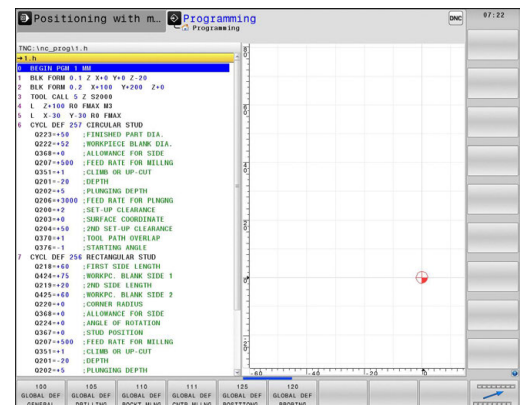 Positioning with m…
Programming
Programming
DNC
07:22
TNC:\nc_prog\1.h
→1.h
0 BEGIN PGM 1 MM
1 BLK FORM 0.1 Z X+0 Y+0 Z-20
2 BLK FORM 0.2 X+100 Y+200 Z+0
3 TOOL CALL 5 Z S2000
4 L Z+100 R0 FMAX M3
5 L X-30 Y-30 R0 FMAX
6 CYCL DEF 257 CIRCULAR STUD
Q223=+50 ;FINISHED PART DIA.
Q222=+52 ;WORKPIECE BLANK DIA.
Q368=+0 ;ALLOWANCE FOR SIDE
Q207=+500 ;FEED RATE FOR MILLNG
Q351=+1 ;CLIMB OR UP-CUT
Q201=-20 ;DEPTH
Q202=+5 ;PLUNGING DEPTH
Q206=+3000 ;FEED RATE FOR PLNGNG
Q200=+2 ;SET-UP CLEARANCE
Q203=+0 ;SURFACE COORDINATE
Q204=+50 ;2ND SET-UP CLEARANCE
Q370=+1 ;TOOL PATH OVERLAP
Q376=-1 ;STARTING ANGLE
7 CYCL DEF 256 RECTANGULAR STUD
Q218=+60 ;FIRST SIDE LENGTH
Q424=+75 ;WORKPC. BLANK SIDE 1
Q219=+20 ;2ND SIDE LENGTH
Q425=+60 ;WORKPC. BLANK SIDE 2
Q220=+0 ;CORNER RADIUS
Q368=+0 ;ALLOWANCE FOR SIDE
Q224=+0 ;ANGLE OF ROTATION
Q367=+0 ;STUD POSITION
Q207=+500 ;FEED RATE FOR MILLNG
Q351=+1 ;CLIMB OR UP-CUT
Q201=-20 ;DEPTH
Q202=+5 ;PLUNGING DEPTH
-60 -40 -20 0
100 105 110 111 125 120
GLOBAL DEF GLOBAL DEF GLOBAL DEF GLOBAL DEF GLOBAL DEF GLOBAL DEF
GENERAL DRILLING POCKT MLNG CNTR MLLNG POSITIONG PROBING